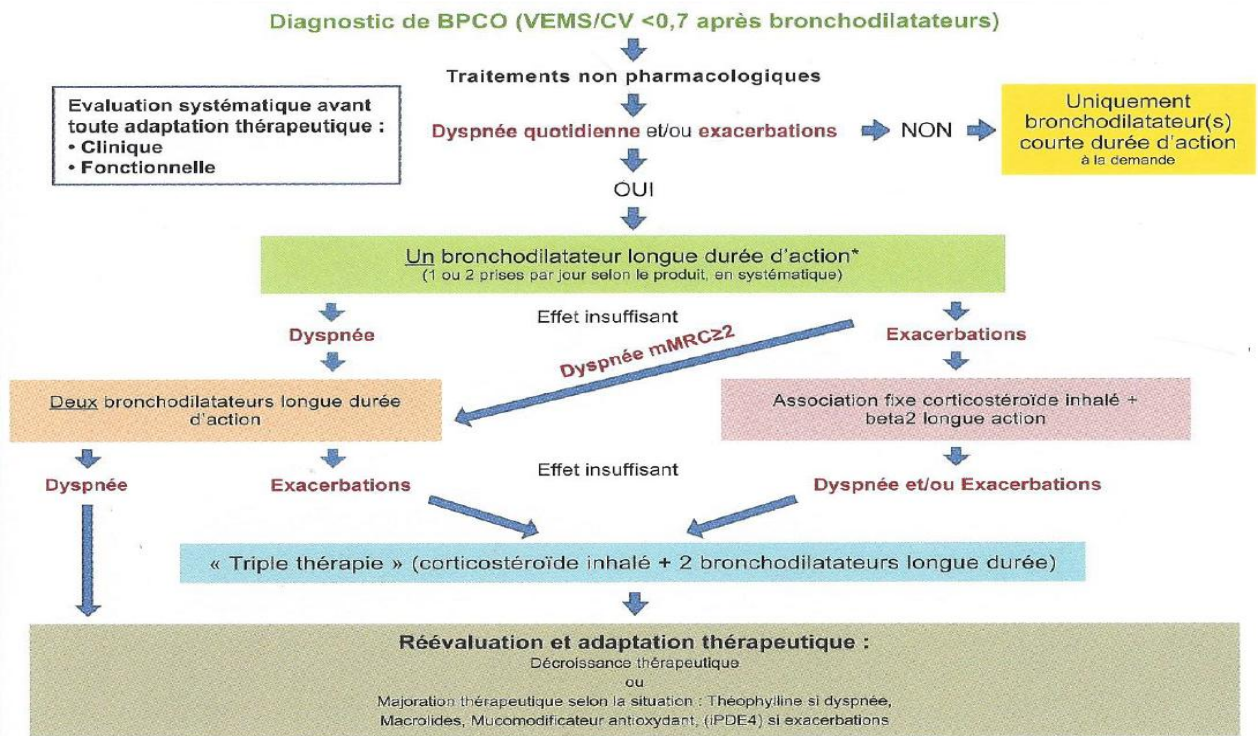 Diagnostic de BPCO (VEMS/CV <0,7 après bronchodilatateurs)
Traitements non pharmacologiques
Evaluation systématique avant
toute adaptation thérapeutique :
• Clinique
• Fonctionnelle
Dyspnée quotidienne et/ou exacerbations
NON
Uniquement
bronchodilatateur(s)
courte durée d'action
à la demande
OUI
Un bronchodilatateur longue durée d'action*
(1 ou 2 prises par jour selon le produit, en systématique)
Effet insuffisant
Dyspnée
Dyspnée mMRC≥2
Exacerbations
Deux bronchodilatateurs longue durée
d'action
Association fixe corticostéroïde inhalé +
beta2 longue action
Effet insuffisant
Dyspnée
Exacerbations
Dyspnée et/ou Exacerbations
« Triple thérapie » (corticostéroïde inhalé + 2 bronchodilatateurs longue durée)
Réévaluation et adaptation thérapeutique :
Décroissance thérapeutique
ou
Majoration thérapeutique selon la situation : Théophylline si dyspnée,
Macrolides, Mucomodificateur antioxydant, (iPDE4) si exacerbations